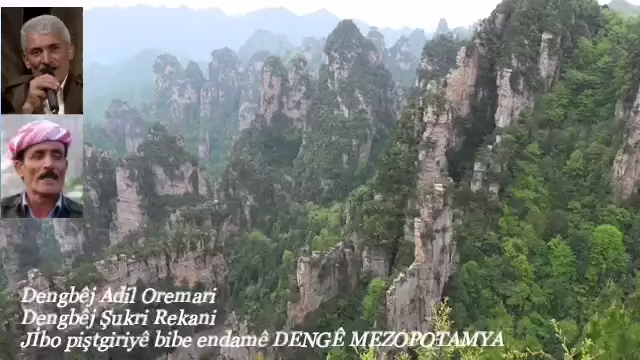 Dengbêj Adil Oremari
Dengbêj Şukri Rekani
Jibo piştgiriyê bibe endamê DENGÊ MEZOPOTAMYA